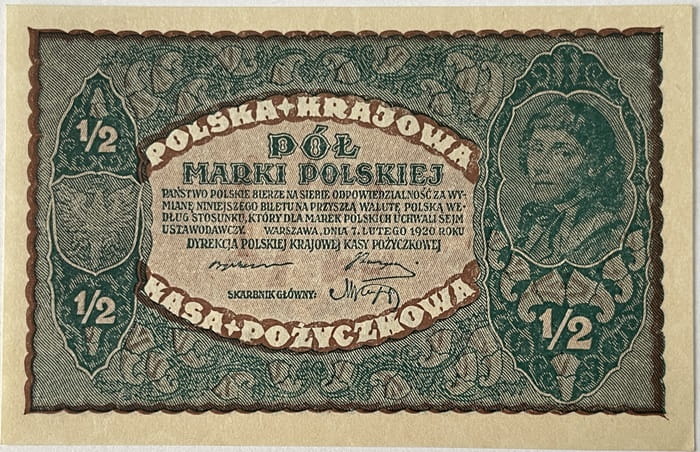 POLSKA + KRAJOWA
1/2
PÓŁ
MARKI POLSKIEJ
PAŃSTWO POLSKIE BIERZE NA SIEBIE ODPOWIEDZIALNOŚĆ ZA WY-
MIANĘ NINIEJSZEGO BILETU NA PRZYSZŁĄ WALUTĘ POLSKĄ WE-
DŁUG STOSUNKU, KTÓRY DLA MAREK POLSKICH UCHWALI SEJM
USTAWODAWCZY. WARSZAWA, DNIA 7. LUTEGO 1920 ROKU
DYREKCJA POLSKIEJ KRAJOWEJ KASY POŻYCZKOWEJ
SKARBNIK GŁÓWNY:
1/2
KASA + POŻYCZKOWA
1/2